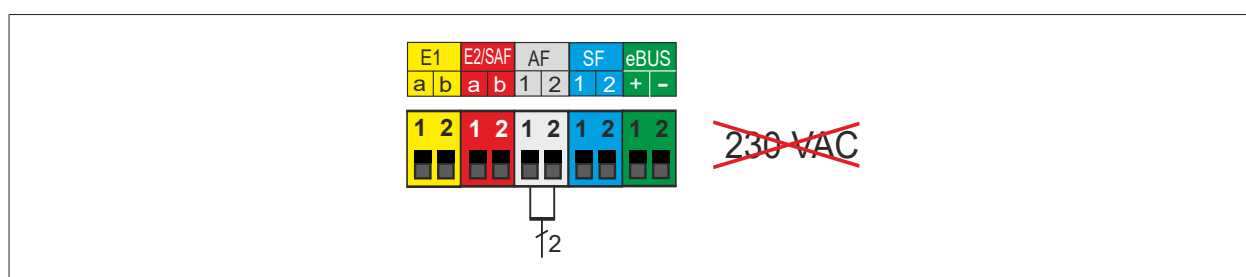 E1 E2/SAF AF SF eBUS
a b a b 1 2 1 2 + −
1 2 1 2 1 2 1 2 1 2
230 VAC
2